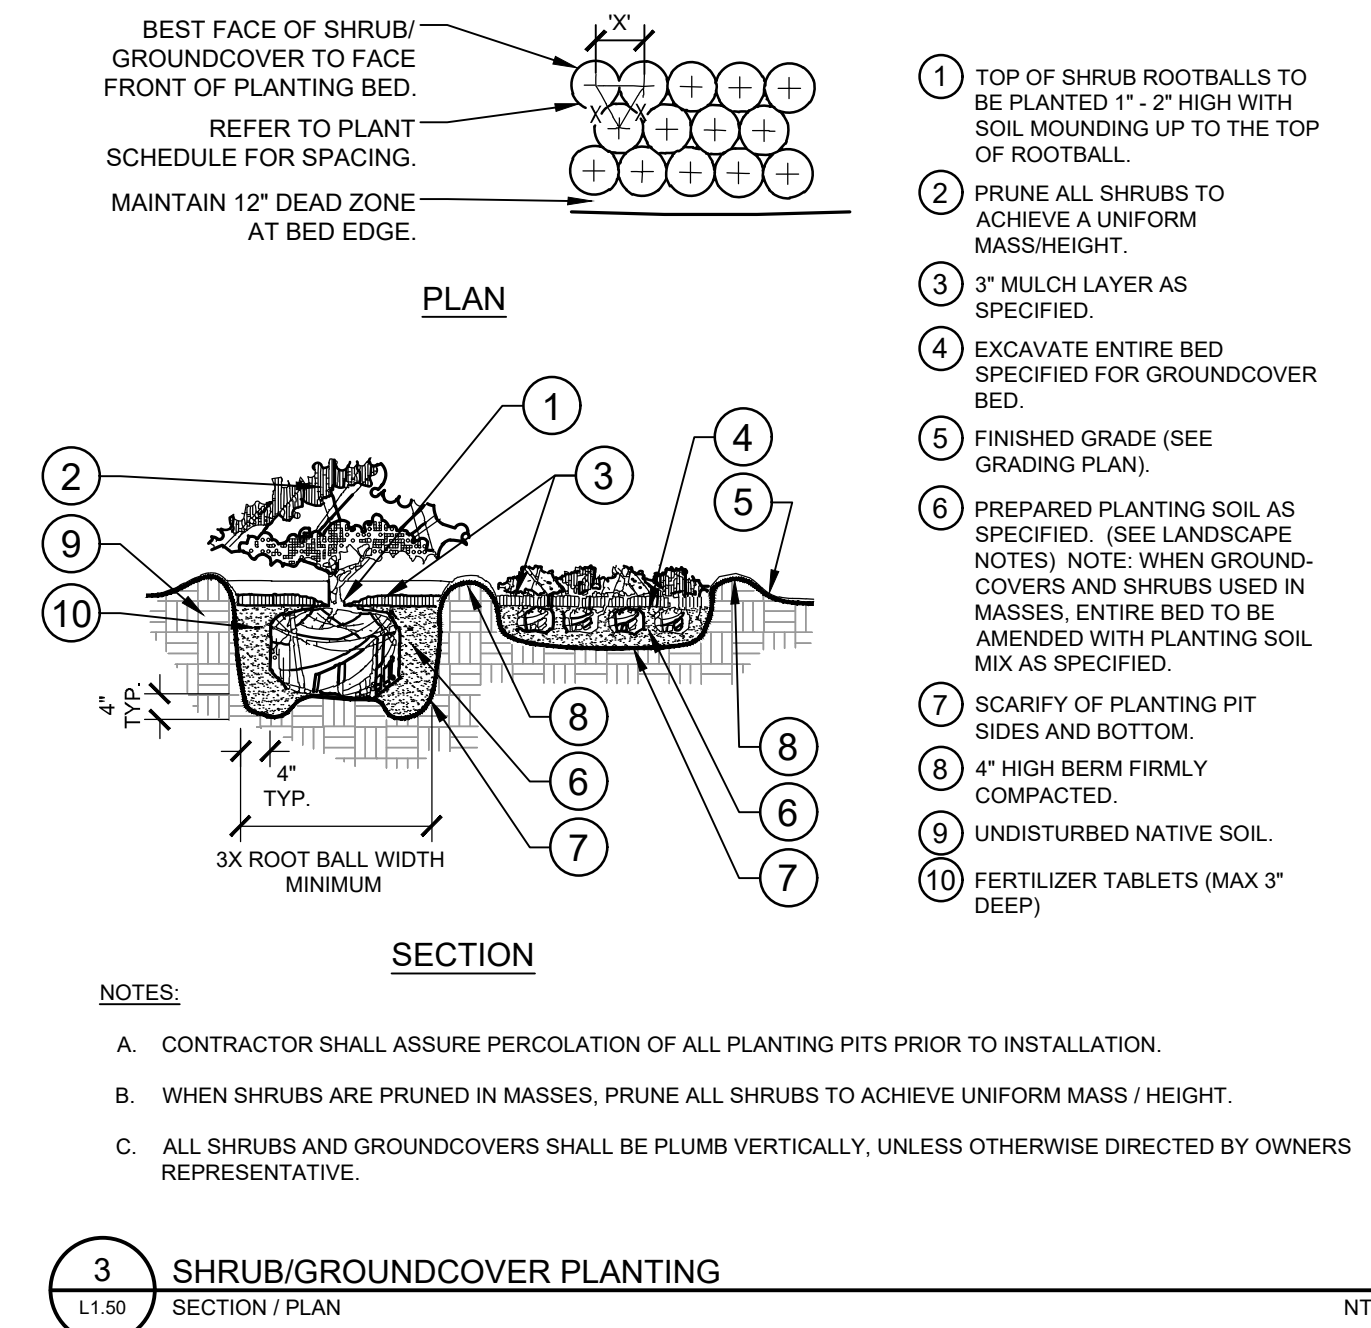 BEST FACE OF SHRUB/
GROUNDCOVER TO FACE
FRONT OF PLANTING BED.
REFER TO PLANT
SCHEDULE FOR SPACING.
MAINTAIN 12" DEAD ZONE
AT BED EDGE.
'X'
X X
PLAN
1
2
3
4
5
9
10
4"
TYP.
4"
TYP.
8
6
7
8
6
7
3X ROOT BALL WIDTH
MINIMUM
SECTION
1 TOP OF SHRUB ROOTBALLS TO
BE PLANTED 1" - 2" HIGH WITH
SOIL MOUNDING UP TO THE TOP
OF ROOTBALL.
2 PRUNE ALL SHRUBS TO
ACHIEVE A UNIFORM
MASS/HEIGHT.
3 3" MULCH LAYER AS
SPECIFIED.
4 EXCAVATE ENTIRE BED
SPECIFIED FOR GROUNDCOVER
BED.
5 FINISHED GRADE (SEE
GRADING PLAN).
6 PREPARED PLANTING SOIL AS
SPECIFIED. (SEE LANDSCAPE
NOTES) NOTE: WHEN GROUND-
COVERS AND SHRUBS USED IN
MASSES, ENTIRE BED TO BE
AMENDED WITH PLANTING SOIL
MIX AS SPECIFIED.
7 SCARIFY OF PLANTING PIT
SIDES AND BOTTOM.
8 4" HIGH BERM FIRMLY
COMPACTED.
9 UNDISTURBED NATIVE SOIL.
10 FERTILIZER TABLETS (MAX 3"
DEEP)
NOTES:
A. CONTRACTOR SHALL ASSURE PERCOLATION OF ALL PLANTING PITS PRIOR TO INSTALLATION.
B. WHEN SHRUBS ARE PRUNED IN MASSES, PRUNE ALL SHRUBS TO ACHIEVE UNIFORM MASS / HEIGHT.
C. ALL SHRUBS AND GROUNDCOVERS SHALL BE PLUMB VERTICALLY, UNLESS OTHERWISE DIRECTED BY OWNERS
REPRESENTATIVE.
3 SHRUB/GROUNDCOVER PLANTING
L1.50 SECTION / PLAN NT